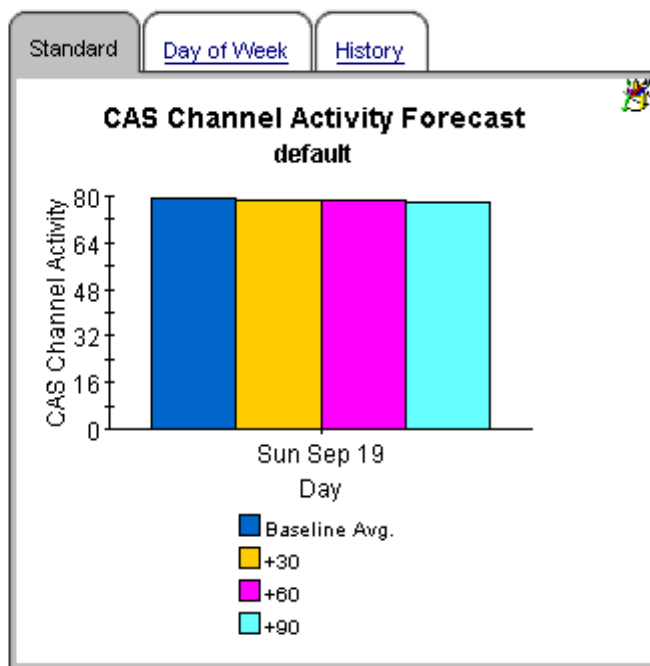 Standard
Day of Week
History
CAS Channel Activity Forecast
default
CAS Channel Activity
80
64
48
32
16
0
Sun Sep 19
Day
Baseline Avg.
+30
+60
+90